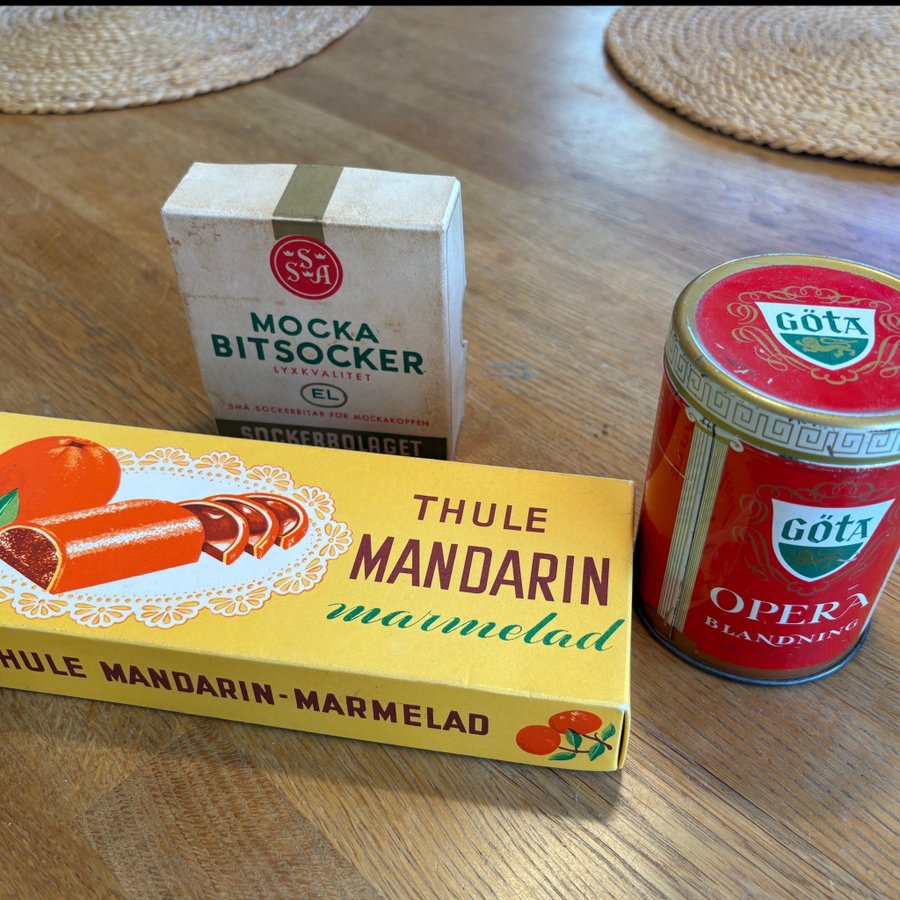 S
S A
MOCKA
BITSOCKER
LYXKVALITET
EL
SMÅ SOCKERBITAR FÖR MOCKAKOPPEN
SOCKERBOLAGET
THULE
MANDARIN
marmelad
THULE MANDARIN-MARMELAD
GÖTA
GÖTA
OPERA
BLANDNING